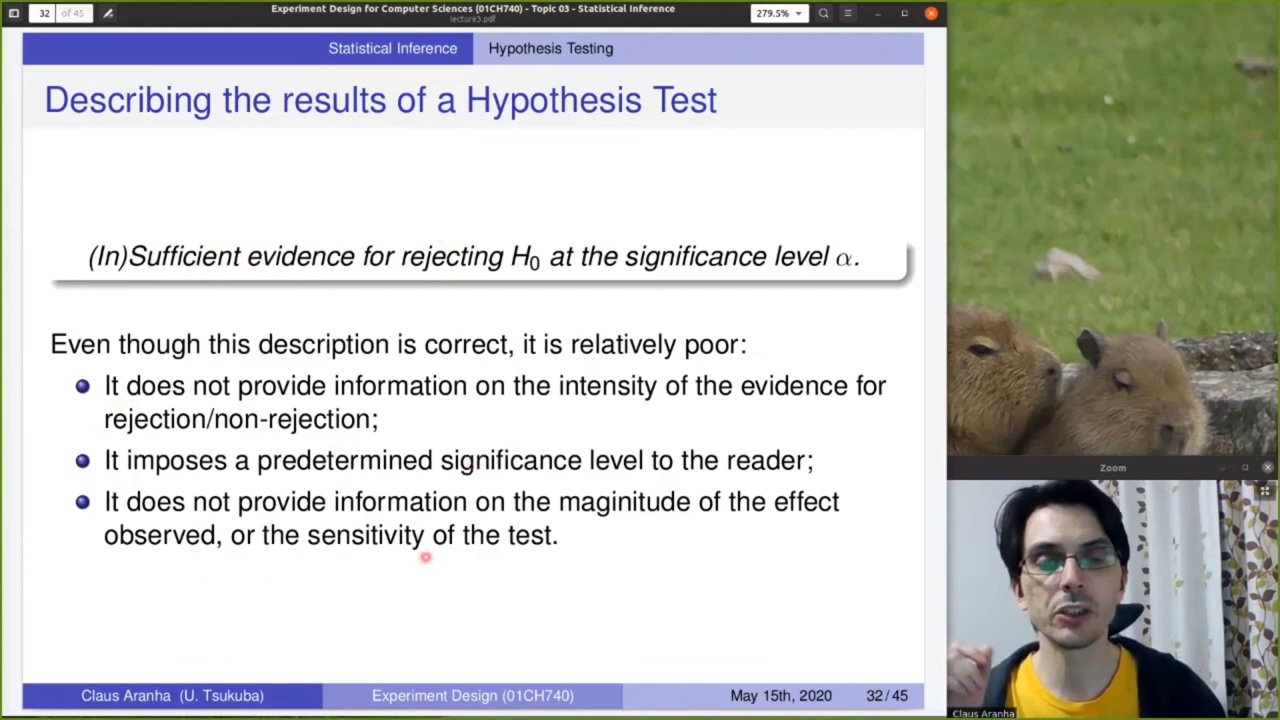 32 of 45
Experiment Design for Computer Sciences (01CH740) - Topic 03 - Statistical Inference
lecture3.pdf
279.5%
Statistical Inference Hypothesis Testing
Describing the results of a Hypothesis Test
(In)Sufficient evidence for rejecting H0 at the significance level α.
Even though this description is correct, it is relatively poor:
It does not provide information on the intensity of the evidence for
rejection/non-rejection;
It imposes a predetermined significance level to the reader;
It does not provide information on the maginitude of the effect
observed, or the sensitivity of the test.
Claus Aranha (U. Tsukuba) Experiment Design (01CH740) May 15th, 2020 32/45
Zoom
Claus Aranha